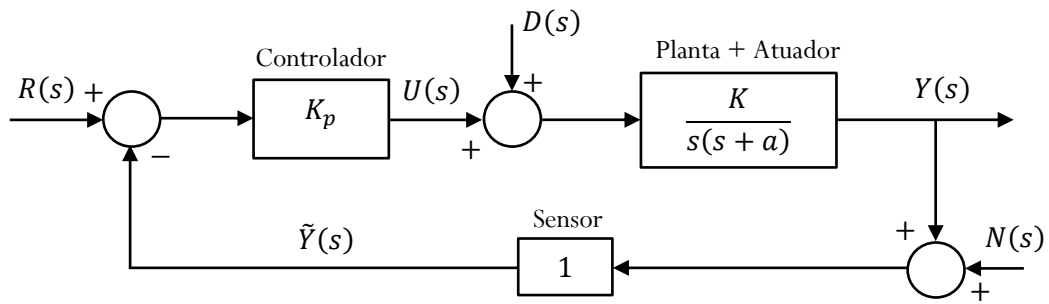 D(s)
Controlador
Planta + Atuador
R(s) +
K_p
U(s)
+
K
s(s + a)
Y(s)
−
+
Sensor
Ỹ(s)
1
+
N(s)
+